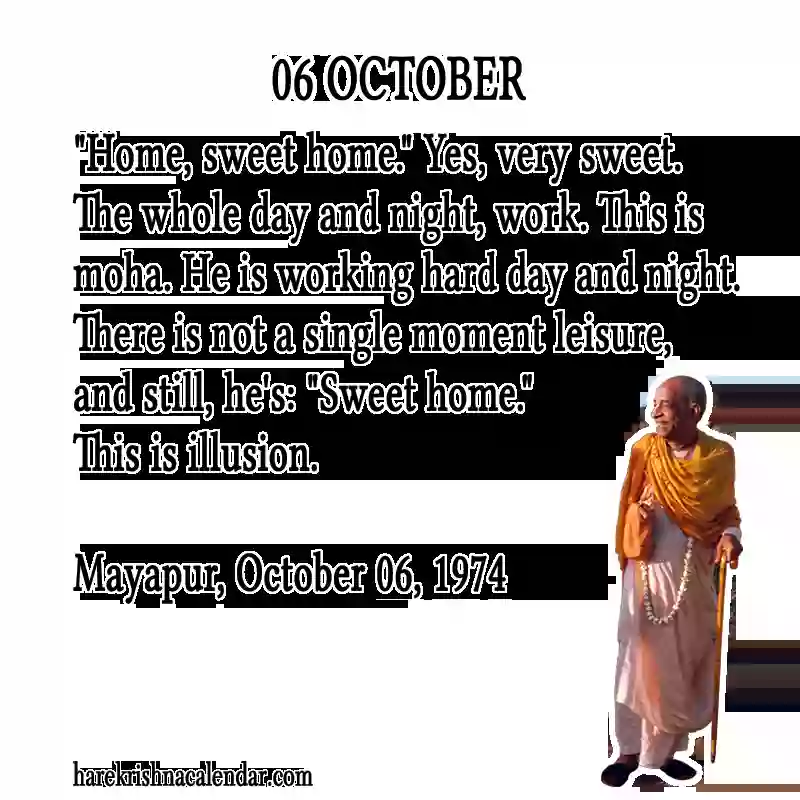 06 OCTOBER
"Home, sweet home." Yes, very sweet.
The whole day and night, work. This is
moha. He is working hard day and night.
There is not a single moment leisure,
and still, he's: "Sweet home."
This is illusion.
Mayapur, October 06, 1974
harekrishnacalendar.com